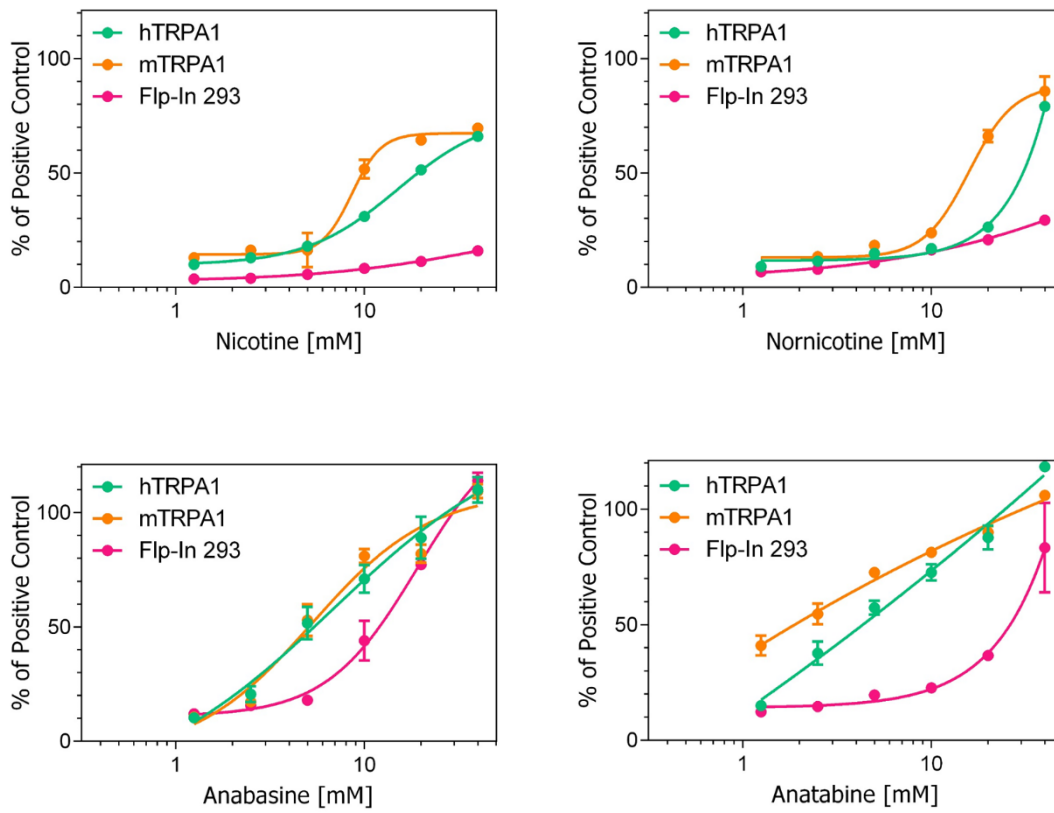 hTRPA1
mTRPA1
Flp-In 293
% of Positive Control
100
50
0
1
10
Nicotine [mM]
hTRPA1
mTRPA1
Flp-In 293
% of Positive Control
100
50
0
1
10
Nornicotine [mM]
hTRPA1
mTRPA1
Flp-In 293
% of Positive Control
100
50
0
1
10
Anabasine [mM]
hTRPA1
mTRPA1
Flp-In 293
% of Positive Control
100
50
0
1
10
Anatabine [mM]